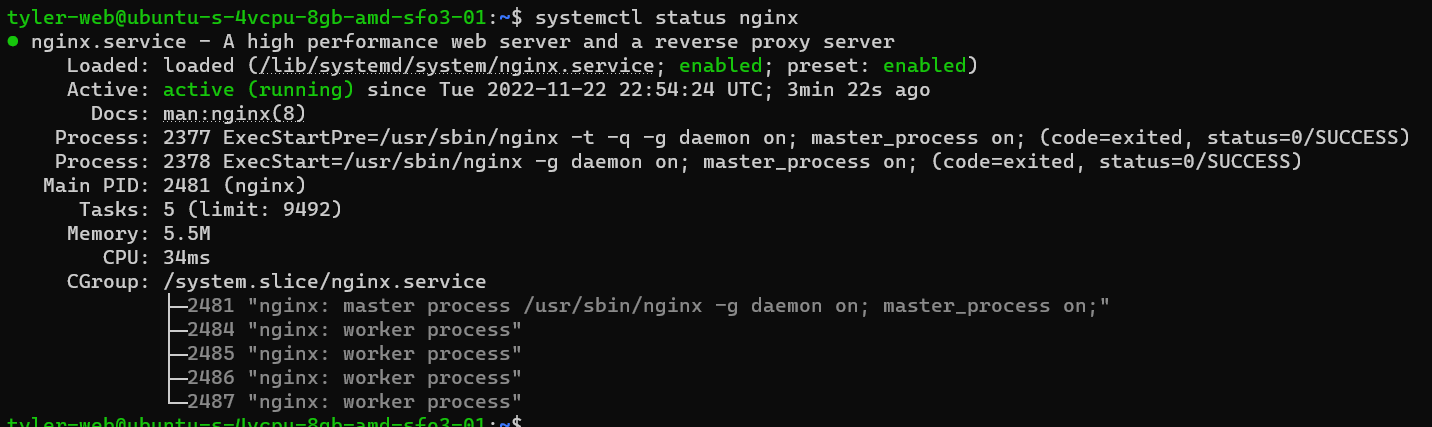 tyler-web@ubuntu-s-4vcpu-8gb-amd-sfo3-01:~$ systemctl status nginx
● nginx.service - A high performance web server and a reverse proxy server
     Loaded: loaded (/lib/systemd/system/nginx.service; enabled; preset: enabled)
     Active: active (running) since Tue 2022-11-22 22:54:24 UTC; 3min 22s ago
       Docs: man:nginx(8)
    Process: 2377 ExecStartPre=/usr/sbin/nginx -t -q -g daemon on; master_process on; (code=exited, status=0/SUCCESS)
    Process: 2378 ExecStart=/usr/sbin/nginx -g daemon on; master_process on; (code=exited, status=0/SUCCESS)
   Main PID: 2481 (nginx)
      Tasks: 5 (limit: 9492)
     Memory: 5.5M
        CPU: 34ms
     CGroup: /system.slice/nginx.service
             ├─2481 "nginx: master process /usr/sbin/nginx -g daemon on; master_process on;"
             ├─2484 "nginx: worker process"
             ├─2485 "nginx: worker process"
             ├─2486 "nginx: worker process"
             └─2487 "nginx: worker process"
tyler-web@ubuntu-s-4vcpu-8gb-amd-sfo3-01:~$